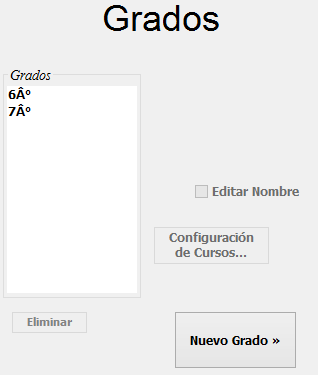 Grados
Grados
6Âº
7Âº
Editar Nombre
Configuración
de Cursos...
Eliminar
Nuevo Grado »